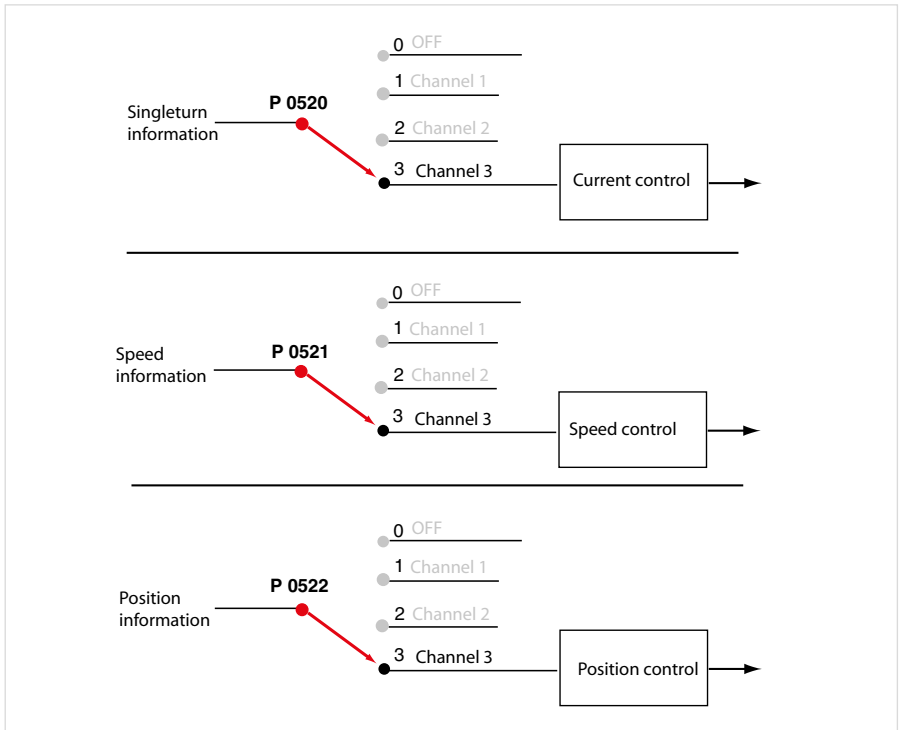 0 OFF
1 Channel 1
P 0520
Singleturn
information
2 Channel 2
3 Channel 3
Current control
0 OFF
1 Channel 1
P 0521
Speed
information
2 Channel 2
3 Channel 3
Speed control
0 OFF
1 Channel 1
P 0522
Position
information
2 Channel 2
3 Channel 3
Position control